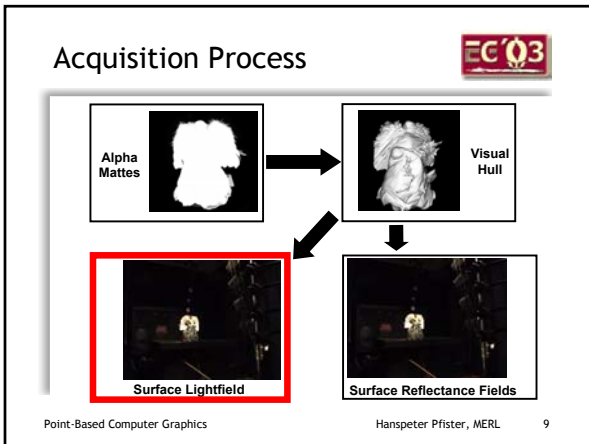 Acquisition Process
EG'03
Alpha
Mattes
Visual
Hull
Surface Lightfield
Surface Reflectance Fields
Point-Based Computer Graphics
Hanspeter Pfister, MERL
9